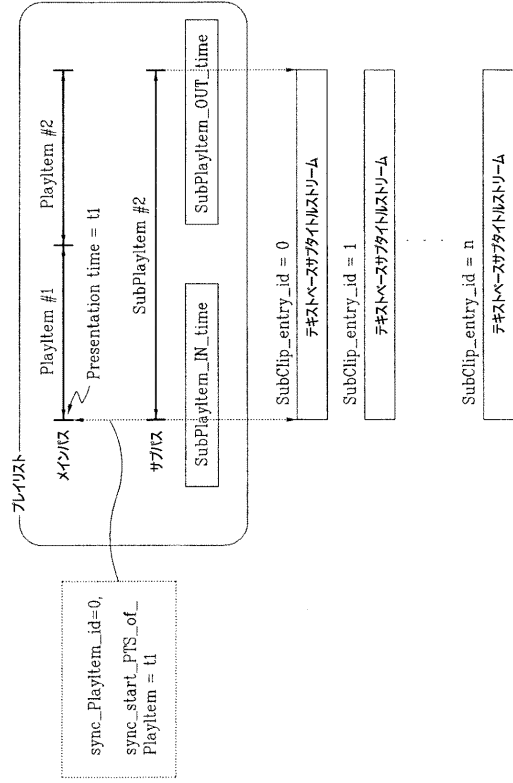 プレイリスト
メインパス
PlayItem #1
PlayItem #2
Presentation time = t1
サブパス
SubPlayItem #2
SubPlayItem_IN_time
SubPlayItem_OUT_time
sync_PlayItem_id=0,
sync_start_PTS_of_
PlayItem = t1
SubClip_entry_id = 0
テキストベースサブタイトルストリーム
SubClip_entry_id = 1
テキストベースサブタイトルストリーム
SubClip_entry_id = n
テキストベースサブタイトルストリーム